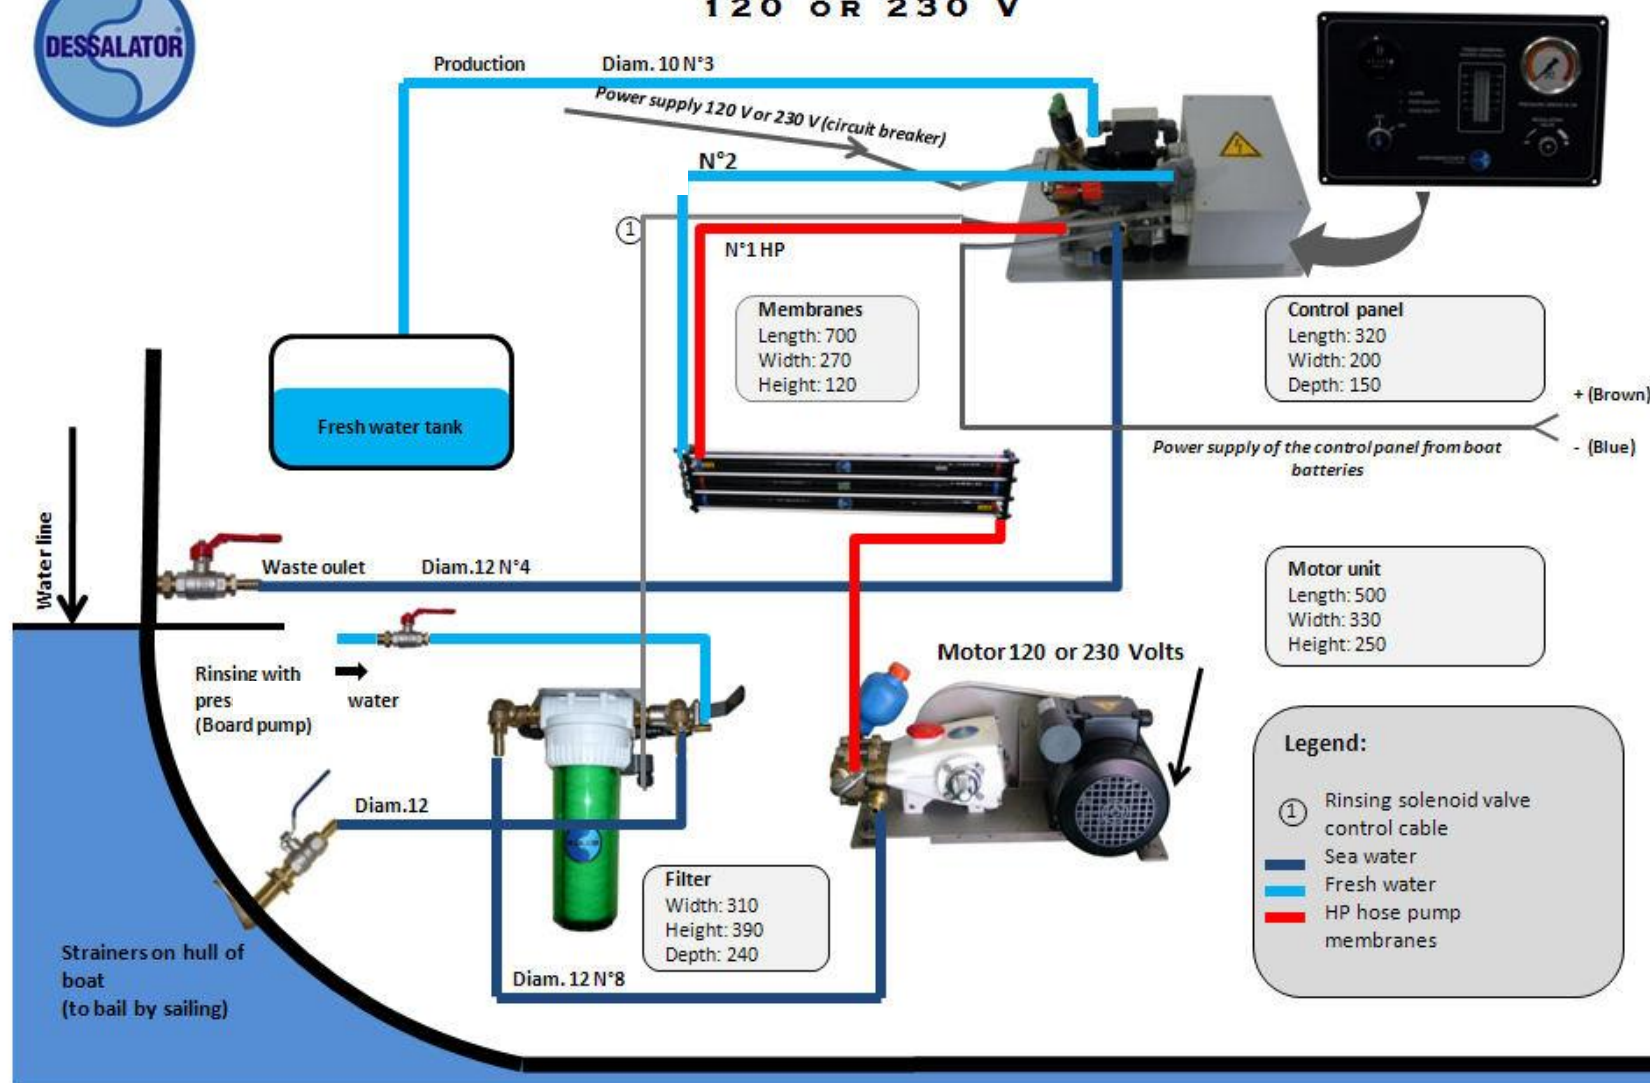 120 OR 230 V
DESSALATOR
Production
Diam. 10 N°3
Power supply 120 V or 230 V (circuit breaker)
N°2
1
N°1 HP
Membranes
Length: 700
Width: 270
Height: 120
Control panel
Length: 320
Width: 200
Depth: 150
+ (Brown)
- (Blue)
Power supply of the control panel from boat
batteries
Fresh water tank
Water line
Waste oulet
Diam.12 N°4
Motor unit
Length: 500
Width: 330
Height: 250
Rinsing with
pres water
(Board pump)
Motor 120 or 230 Volts
Diam.12
Filter
Width: 310
Height: 390
Depth: 240
Diam. 12 N°8
Strainers on hull of
boat
(to bail by sailing)
Legend:
1 Rinsing solenoid valve
control cable
Sea water
Fresh water
HP hose pump
membranes